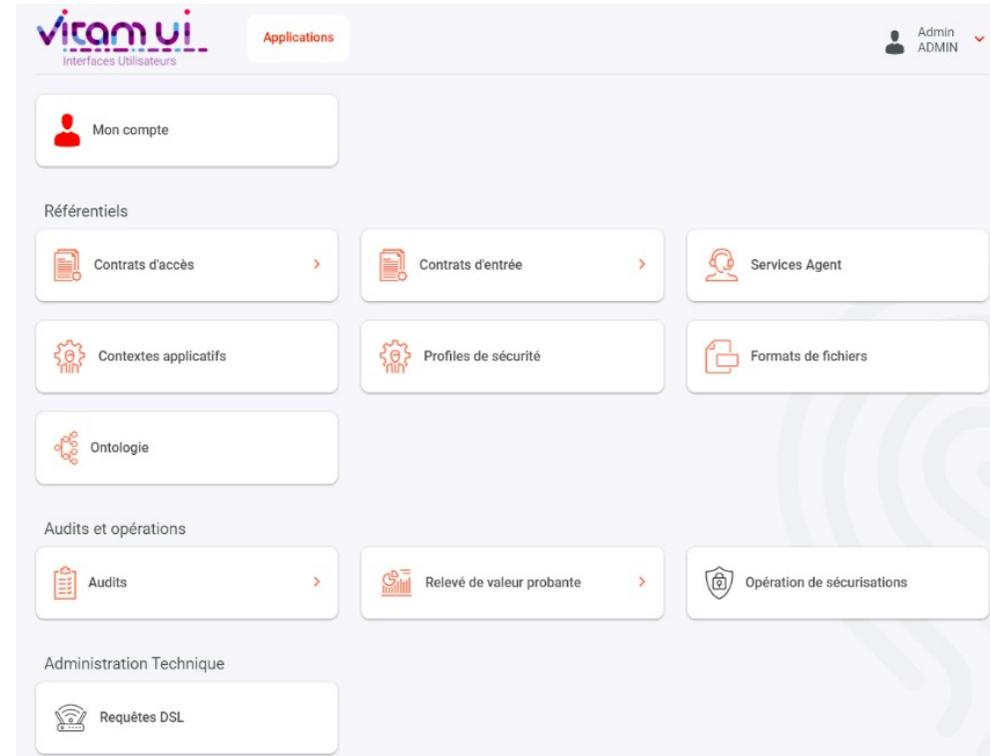 vitam ui
Interfaces Utilisateurs
Applications
Admin
ADMIN
Mon compte
Référentiels
Contrats d'accès
Contrats d'entrée
Services Agent
Contextes applicatifs
Profiles de sécurité
Formats de fichiers
Ontologie
Audits et opérations
Audits
Relevé de valeur probante
Opération de sécurisations
Administration Technique
Requêtes DSL